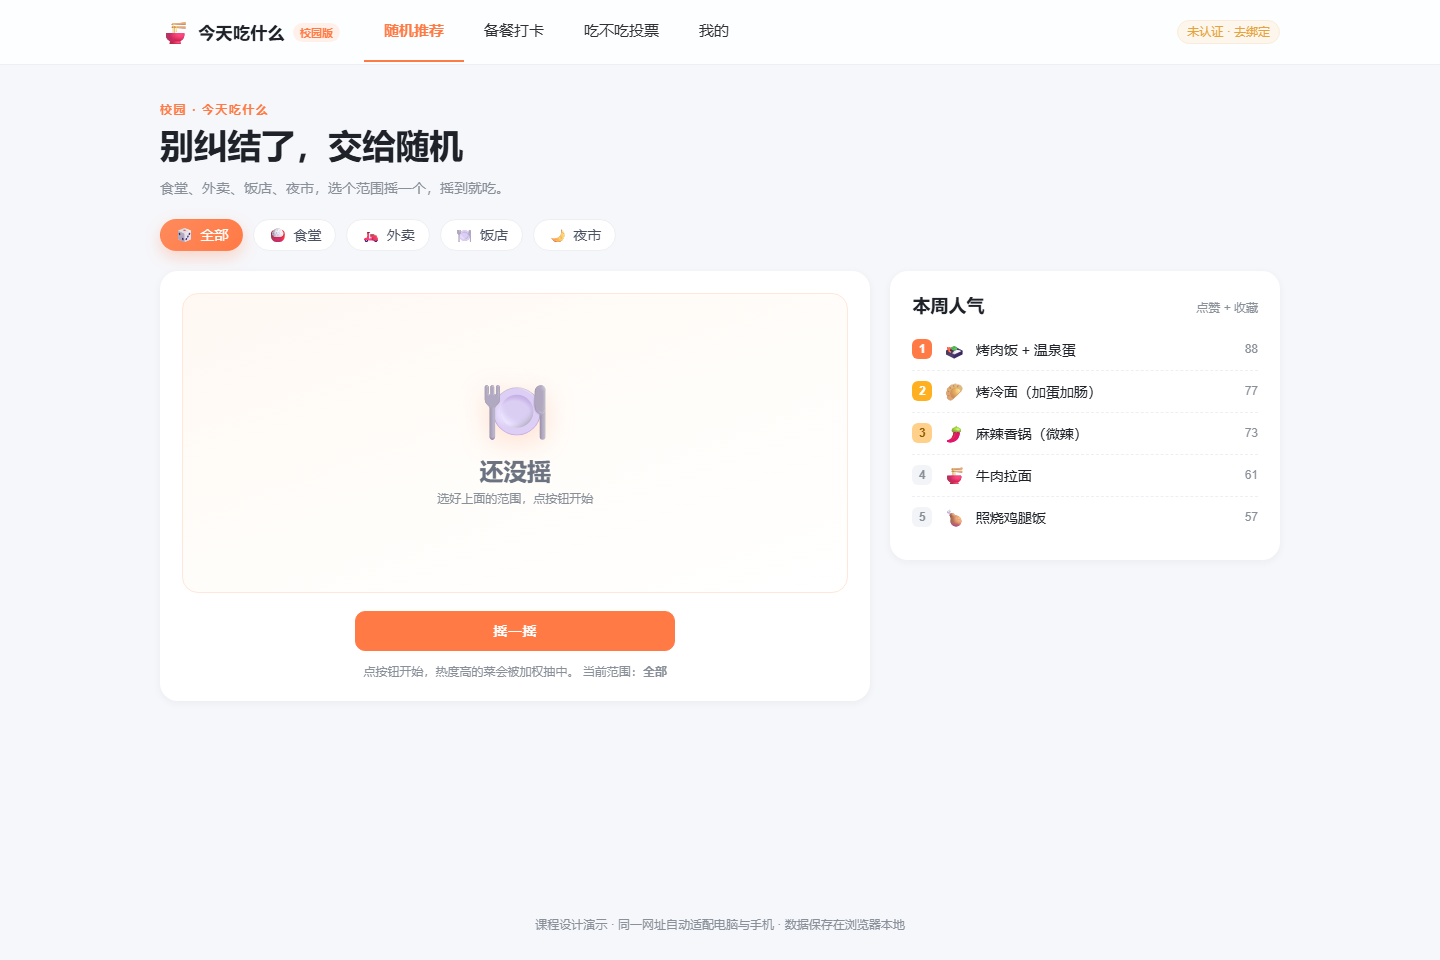 今天吃什么 校园版 随机推荐 备餐打卡 吃不吃投票 我的 未认证 · 去绑定
校园 · 今天吃什么
别纠结了，交给随机
食堂、外卖、饭店、夜市，选个范围摇一个，摇到就吃。
全部 食堂 外卖 饭店 夜市
还没摇
选好上面的范围，点按钮开始
摇一摇
点按钮开始，热度高的菜会被加权抽中。 当前范围：全部
本周人气 点赞 + 收藏
1 烤肉饭 + 温泉蛋 88
2 烤冷面（加蛋加肠） 77
3 麻辣香锅（微辣） 73
4 牛肉拉面 61
5 照烧鸡腿饭 57
课程设计演示 · 同一网址自动适配电脑与手机 · 数据保存在浏览器本地